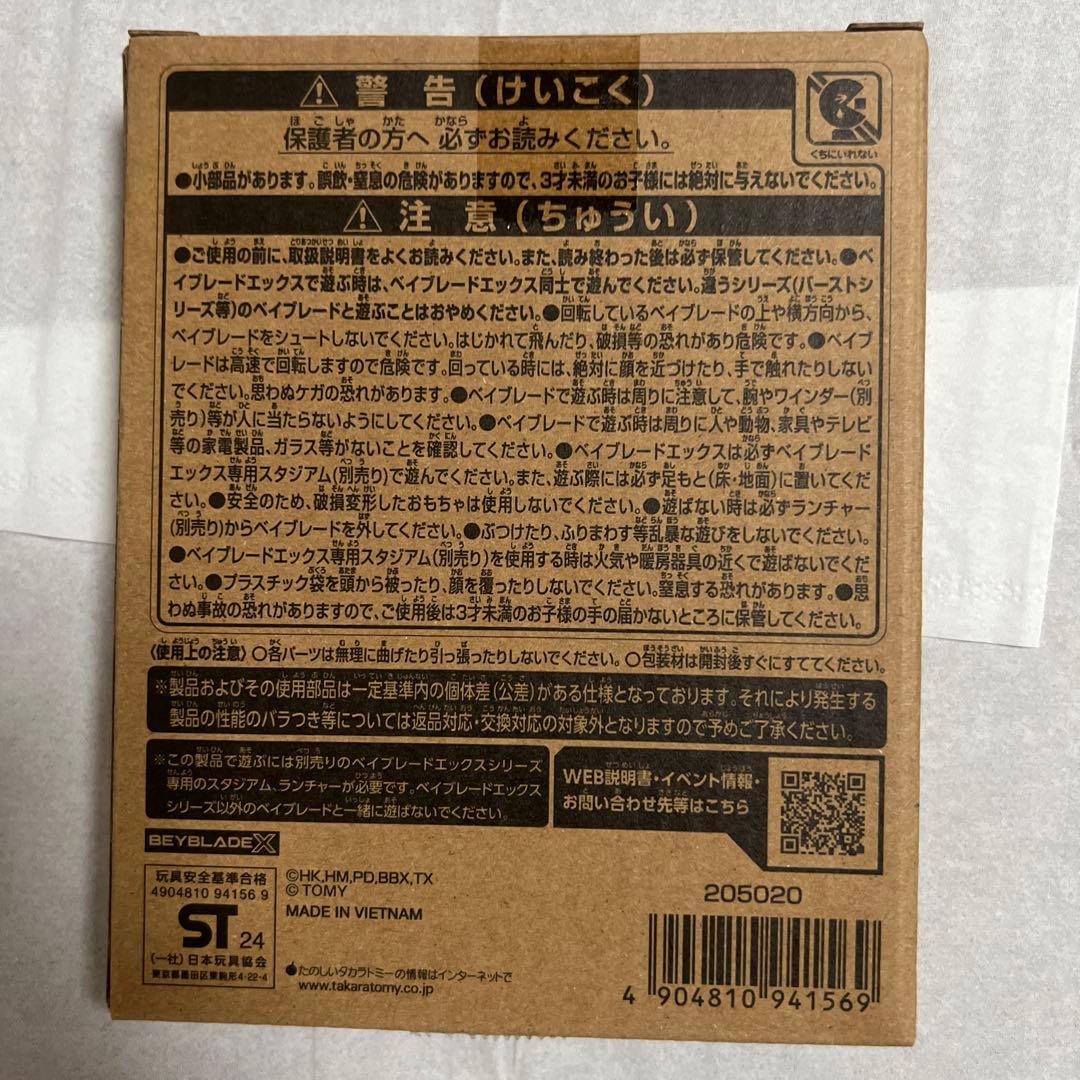 ⚠ 警告(けいこく)
保護者の方へ 必ずお読みください。
くちにいれない
●小部品があります。誤飲・窒息の危険がありますので、3才未満のお子様には絶対に与えないでください。
⚠ 注意(ちゅうい)
●ご使用の前に、取扱説明書をよくお読みください。また、読み終わった後は必ず保管してください。●ベ
イブレードエックスで遊ぶ時は、ベイブレードエックス同士で遊んでください。違うシリーズ(バーストシ
リーズ等)のベイブレードと遊ぶことはおやめください。●回転しているベイブレードの上や横方向から、
ベイブレードをシュートしないでください。はじかれて飛んだり、破損等の恐れがあり危険です。●ベイブ
レードは高速で回転しますので危険です。回っている時には、絶対に顔を近づけたり、手で触れたりしない
でください。思わぬケガの恐れがあります。●ベイブレードで遊ぶ時は周りに注意して、腕やワインダー(別
売り)等が人に当たらないようにしてください。●ベイブレードで遊ぶ時は周りに人や動物、家具やテレビ
等の家電製品、ガラス等がないことを確認してください。●ベイブレードエックスは必ずベイブレード
エックス専用スタジアム(別売り)で遊んでください。また、遊ぶ際には必ず足もと(床・地面)に置いてくだ
さい。●安全のため、破損変形したおもちゃは使用しないでください。●遊ばない時は必ずランチャー
(別売り)からベイブレードを外してください。●ぶつけたり、ふりまわす等乱暴な遊びをしないでください。
●ベイブレードエックス専用スタジアム(別売り)を使用する時は火気や暖房器具の近くで遊ばないでくだ
さい。●プラスチック袋を頭から被ったり、顔を覆ったりしないでください。窒息する恐れがあります。●思
わぬ事故の恐れがありますので、ご使用後は3才未満のお子様の手の届かないところに保管してください。
〈使用上の注意〉○各パーツは無理に曲げたり引っ張ったりしないでください。○包装材は開封後すぐにすててください。
※製品およびその使用部品は一定基準内の個体差(公差)がある仕様となっております。それにより発生する
製品の性能のバラつき等については返品対応・交換対応の対象外となりますので予めご了承ください。
※この製品で遊ぶには別売りのベイブレードエックスシリーズ
専用のスタジアム、ランチャーが必要です。ベイブレードエックス
シリーズ以外のベイブレードと一緒に遊ばないでください。
WEB説明書・イベント情報・
お問い合わせ先等はこちら
BEYBLADE X
玩具安全基準合格
4904810 94156 9
ST 24
(一社)日本玩具協会
東京都墨田区東駒形4-22-4
©HK,HM,PD,BBX,TX
© TOMY
MADE IN VIETNAM
たのしいタカラトミーの情報はインターネットで
www.takaratomy.co.jp
205020
4 904810 941569